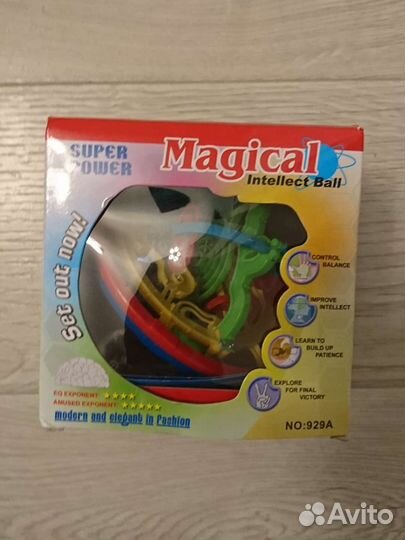 SUPER
POWER
Magical
Intellect Ball
Set out now!
CONTROL
BALANCE
IMPROVE
INTELLECT
LEARN TO
BUILD UP
PATIENCE
EXPLORE
FOR FINAL
VICTORY
EQ EXPONENT: ★★★★
AMUSED EXPONENT: ★★★★★
modern and elegant in fashion
NO:929A
Avito